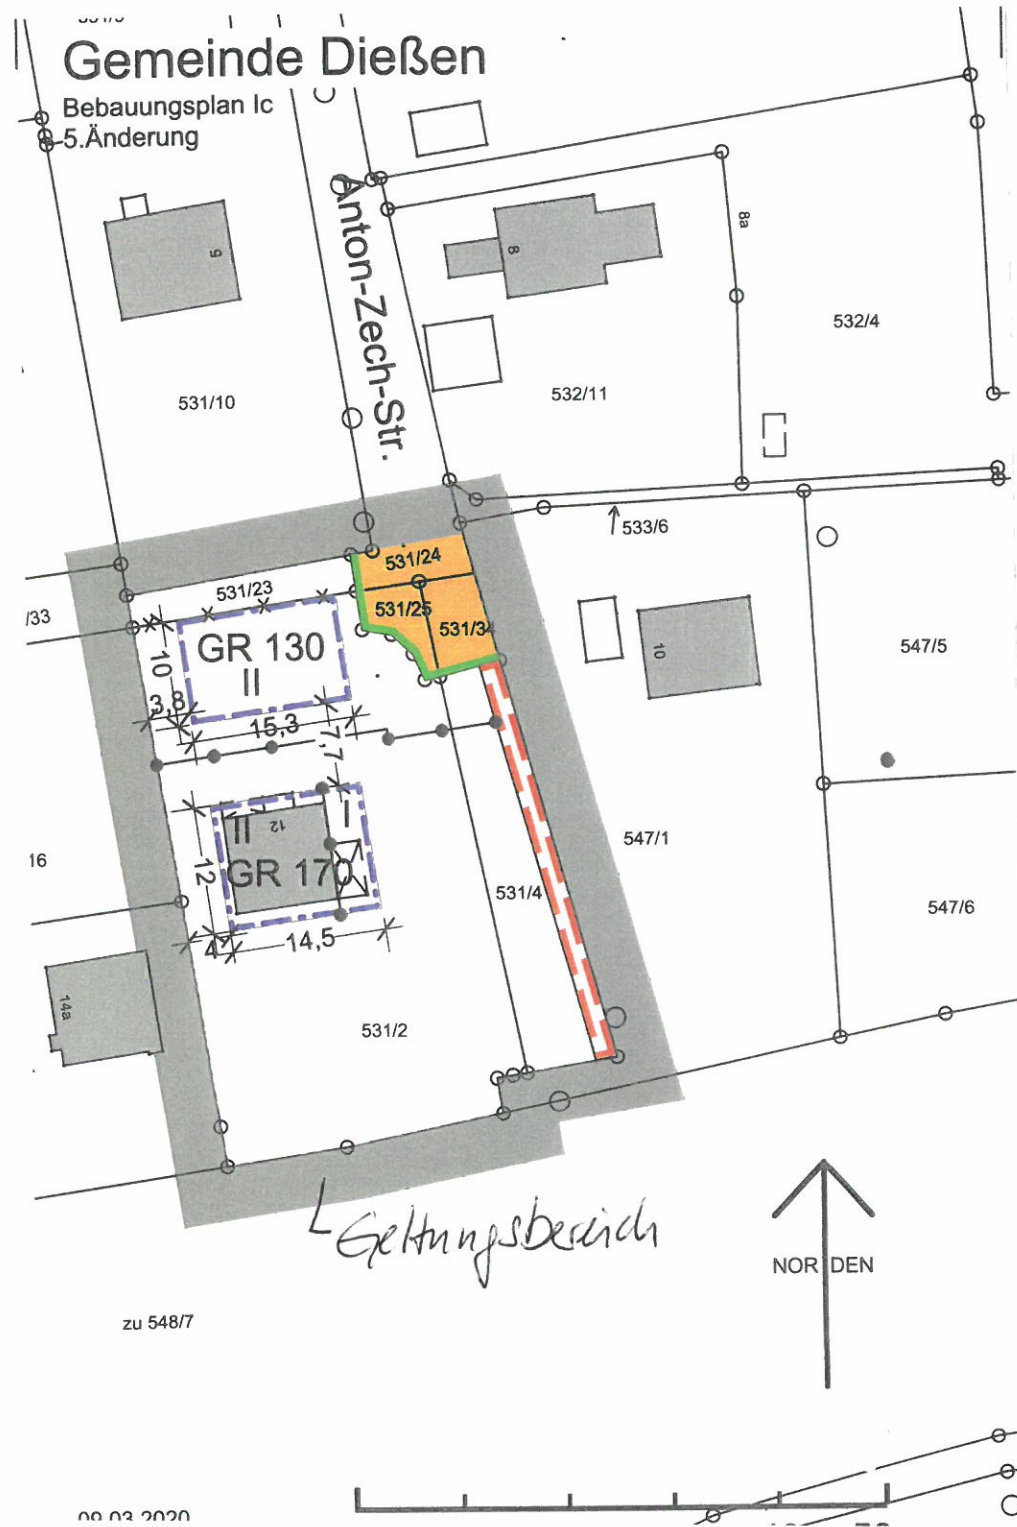 Gemeinde Dießen
Bebauungsplan Ic
5.Änderung
Anton-Zech-Str.
5
8
8a
532/4
531/10
532/11
533/6
531/24
531/23
531/25
531/34
/33
GR 130
II
10
3,8
15,3
7,7
10
547/5
II
I
12
GR 170
12
4
14,5
16
531/4
547/1
547/6
14a
531/2
Geltungsbereich
NORDEN
zu 548/7
09.03.2020